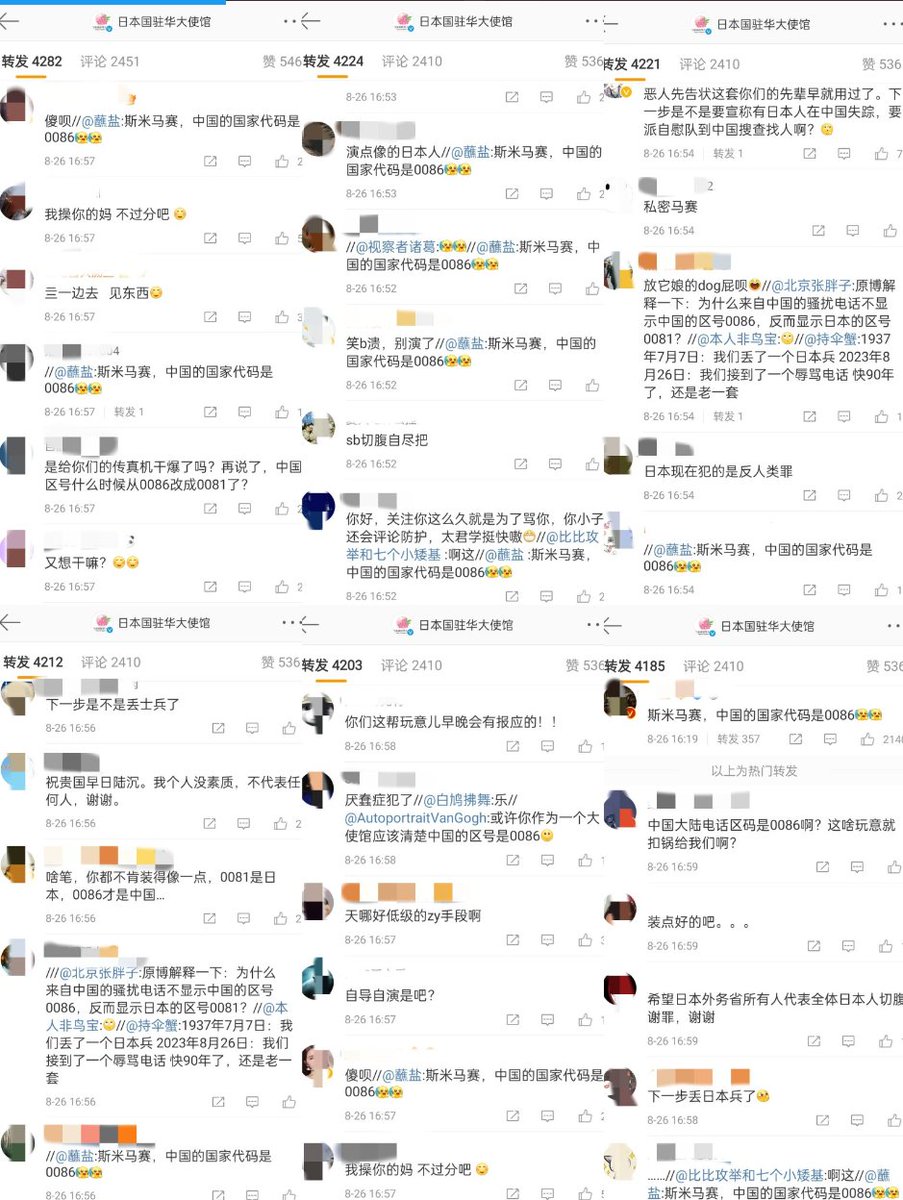 日本国驻华大使馆
转发 4282 评论 2451 赞 546
傻呗//@蘸盐:斯米马赛，中国的国家代码是
0086😭😭
8-26 16:57
我操你的妈 不过分吧😊
8-26 16:57
亖一边去 见东西😊
8-26 16:57
//@蘸盐:斯米马赛，中国的国家代码是
0086😭😭
8-26 16:57 转发 1
是给你们的传真机干爆了吗？再说了，中国
区号什么时候从0086改成0081了？
8-26 16:57
又想干嘛？😊😊
8-26 16:57
日本国驻华大使馆
转发 4224 评论 2410 赞 536
8-26 16:53
演点像的日本人//@蘸盐:斯米马赛，中国的
国家代码是0086😭😭
8-26 16:53
//@视察者诸葛:😭😭//@蘸盐:斯米马赛，中
国的国家代码是0086😭😭
8-26 16:52
笑b溃，别演了//@蘸盐:斯米马赛，中国的
国家代码是0086😭😭
8-26 16:52
sb切腹自尽把
8-26 16:52
你好，关注你这么久就是为了骂你，你小子
还会评论防护，太君学挺快嗷😁//@比比攻
举和七个小矮基 :啊这//@蘸盐 :斯米马赛，
中国的国家代码是0086😭😭
8-26 16:52
日本国驻华大使馆
转发 4221 评论 2410 赞 536
恶人先告状这套你们的先辈早就用过了。下
一步是不是要宣称有日本人在中国失踪，要
派自慰队到中国搜查找人啊？🙄
8-26 16:54 转发 1
私密马赛
8-26 16:54
放它娘的dog屁呗😄//@北京张胖子:原博解
释一下：为什么来自中国的骚扰电话不显
示中国的区号0086，反而显示日本的区号
0081？//@本人非鸟宝:🙄//@持伞蟹:1937
年7月7日：我们丢了一个日本兵 2023年8
月26日：我们接到了一个辱骂电话 快90年
了，还是老一套
8-26 16:54 转发 1
日本现在犯的是反人类罪
8-26 16:54
//@蘸盐:斯米马赛，中国的国家代码是
0086😭😭
8-26 16:54
日本国驻华大使馆
转发 4212 评论 2410 赞 536
下一步是不是丢士兵了
8-26 16:56
祝贵国早日陆沉。我个人没素质，不代表任
何人，谢谢。
8-26 16:56
啥笔，你都不肯装得像一点，0081是日
本，0086才是中国...
8-26 16:56
///@北京张胖子:原博解释一下：为什么
来自中国的骚扰电话不显示中国的区号
0086，反而显示日本的区号0081？//@本
人非鸟宝:🙄//@持伞蟹:1937年7月7日：我
们丢了一个日本兵 2023年8月26日：我们
接到了一个辱骂电话 快90年了，还是老一
套
8-26 16:56
//@蘸盐:斯米马赛，中国的国家代码是
0086😭😭
8-26 16:56
日本国驻华大使馆
转发 4203 评论 2410 赞 536
你们这帮玩意儿早晚会有报应的！！
8-26 16:58
厌蠢症犯了//@白鸠拂舞:乐//
@AutoportraitVanGogh:或许你作为一个大
使馆应该清楚中国的区号是0086🙂
8-26 16:58
天哪好低级的zy手段啊
8-26 16:57
自导自演是吧？
8-26 16:57
傻呗//@蘸盐:斯米马赛，中国的国家代码是
0086😭😭
8-26 16:57
我操你的妈 不过分吧😊
8-26 16:57
日本国驻华大使馆
转发 4185 评论 2410 赞 536
斯米马赛，中国的国家代码是0086😭😭
8-26 16:19 转发 357 2140
以上为热门转发
中国大陆电话区码是0086啊？这啥玩意就
扣锅给我们啊？
8-26 16:59
装点好的吧。。。
8-26 16:59
希望日本外务省所有人代表全体日本人切腹
谢罪，谢谢
8-26 16:59
下一步丢日本兵了🤔
8-26 16:58
......//@比比攻举和七个小矮基:啊这//@蘸
盐:斯米马赛，中国的国家代码是0086😭😭